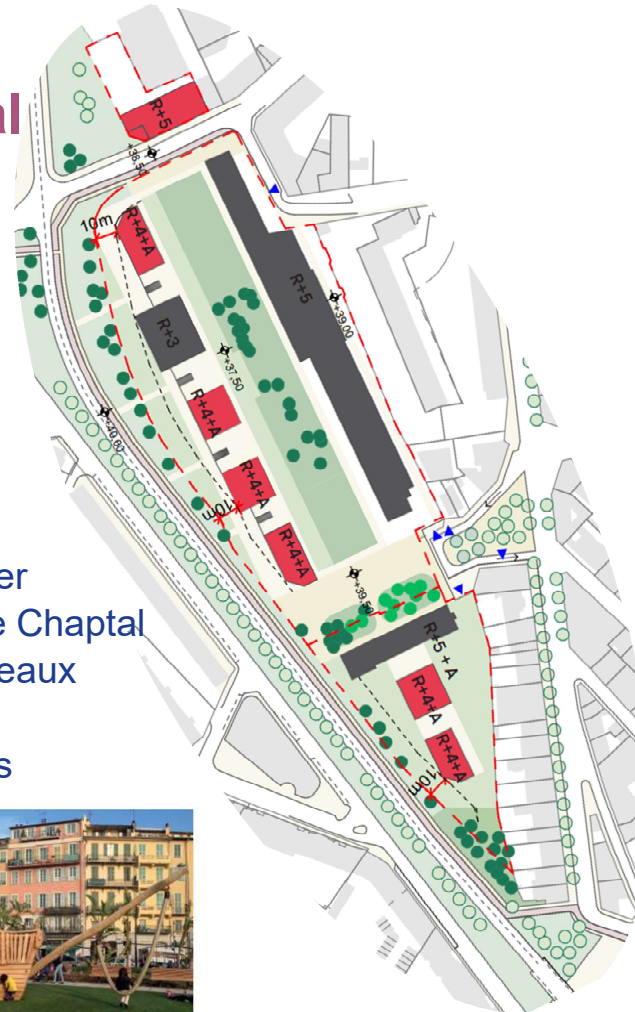 al
R+5
+38.50
10m
R+4+A
R+5
R+3
+39.00
+37.50
R+4+A
+40.00
R+4+A
10m
R+4+A
+39.50
er
e Chaptal
eaux
s
R+5+A
R+4+A
R+4+A
10m